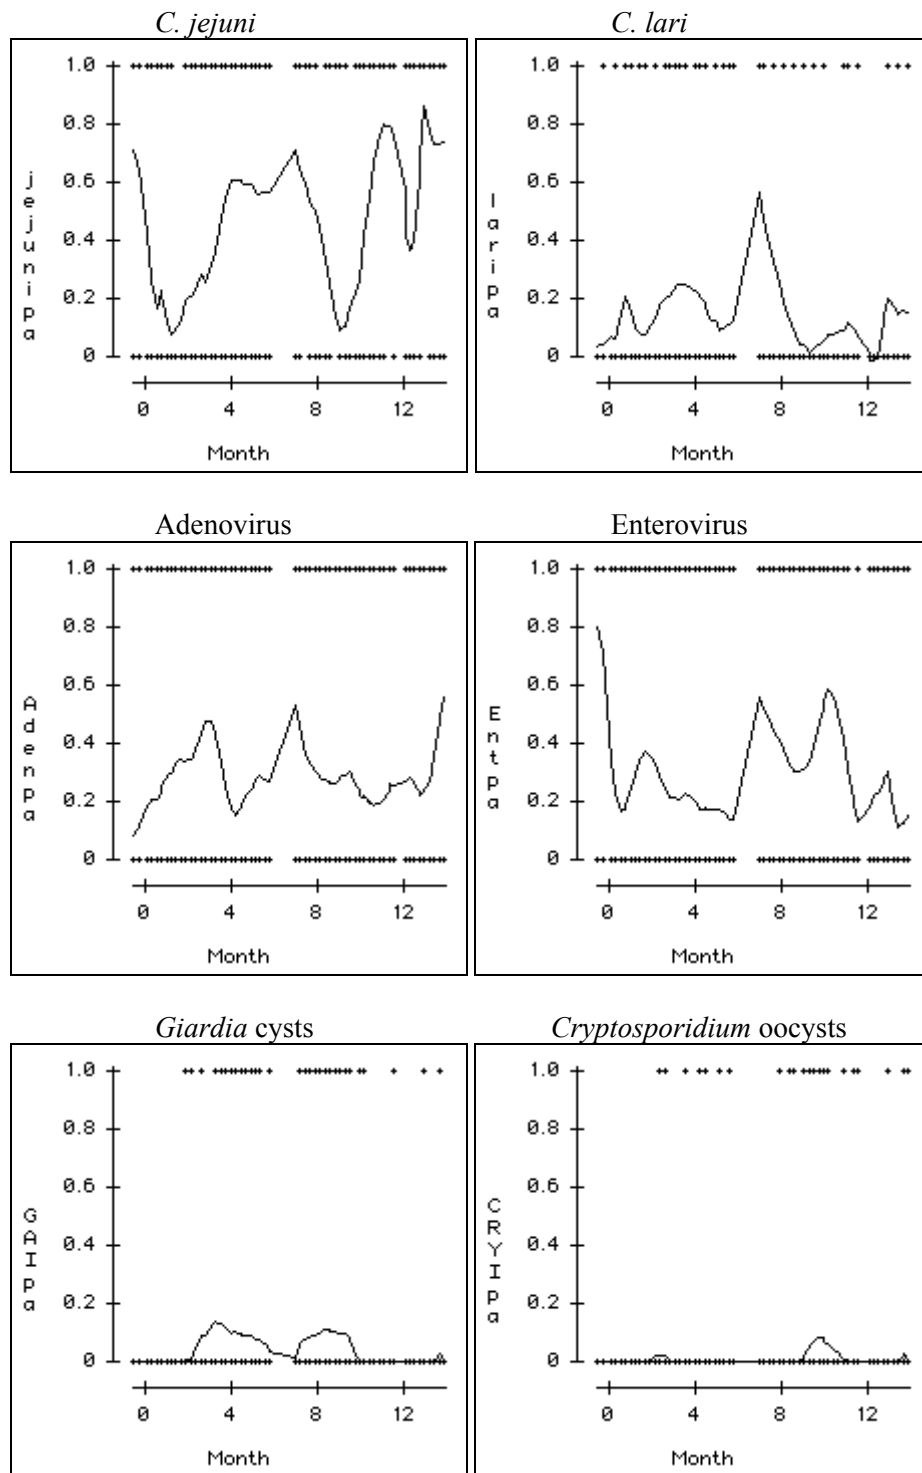 C. jejuni
1.0
0.8
0.6
0.4
0.2
0
jejunipa
0 4 8 12
Month
C. lari
1.0
0.8
0.6
0.4
0.2
0
laripa
0 4 8 12
Month
Adenovirus
1.0
0.8
0.6
0.4
0.2
0
Adenpa
0 4 8 12
Month
Enterovirus
1.0
0.8
0.6
0.4
0.2
0
Entpa
0 4 8 12
Month
Giardia cysts
1.0
0.8
0.6
0.4
0.2
0
GAIpa
0 4 8 12
Month
Cryptosporidium oocysts
1.0
0.8
0.6
0.4
0.2
0
CRYIpa
0 4 8 12
Month